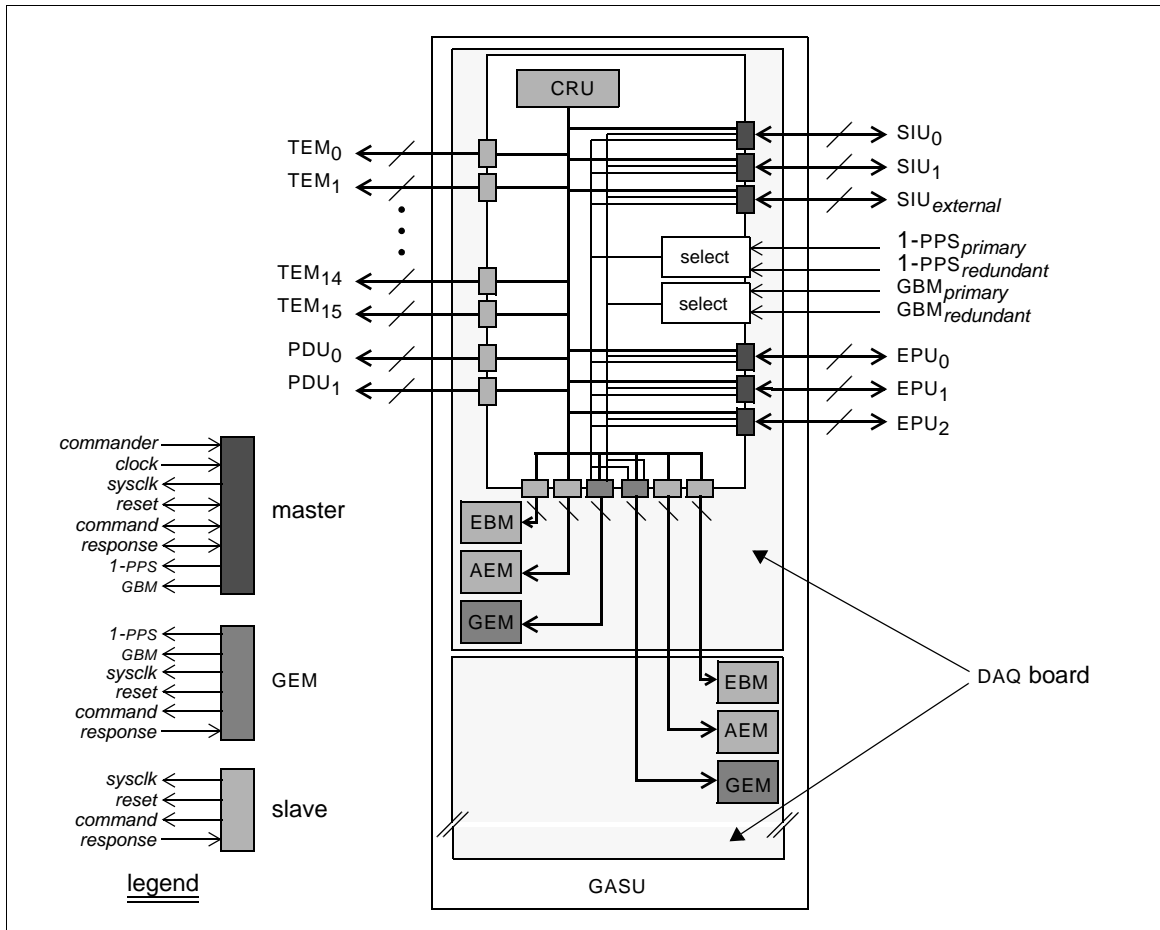 CRU
TEM0
TEM1
TEM14
TEM15
PDU0
PDU1
SIU0
SIU1
SIUexternal
1-PPSprimary
1-PPSredundant
GBMprimary
GBMredundant
select
select
EPU0
EPU1
EPU2
EBM
AEM
GEM
EBM
AEM
GEM
DAQ board
GASU
commander
clock
sysclk
reset
command
response
1-PPS
GBM
master
1-PPS
GBM
sysclk
reset
command
response
GEM
sysclk
reset
command
response
slave
legend